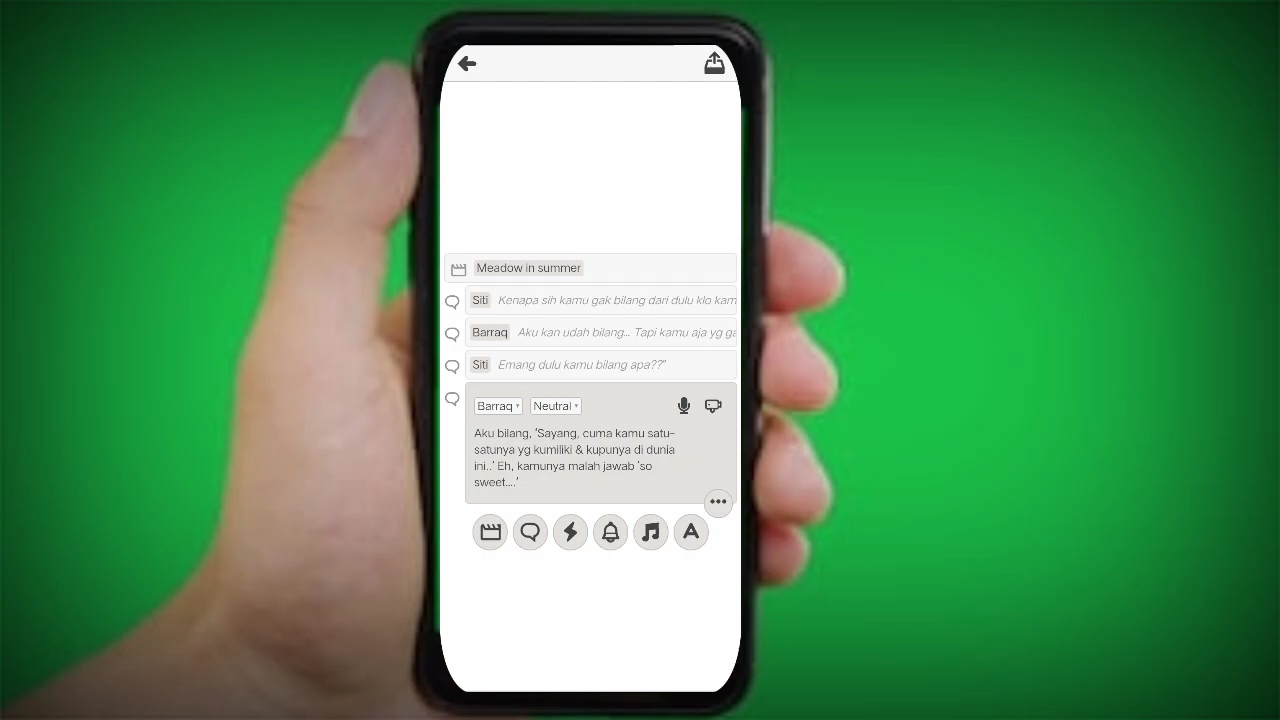 Meadow in summer
Siti Kenapa sih kamu gak bilang dari dulu klo kam
Barraq Aku kan udah bilang... Tapi kamu aja yg ga
Siti Emang dulu kamu bilang apa??"
Barraq Neutral
Aku bilang, 'Sayang, cuma kamu satu-
satunya yg kumiliki & kupunya di dunia
ini..' Eh, kamunya malah jawab 'so
sweet....'
A